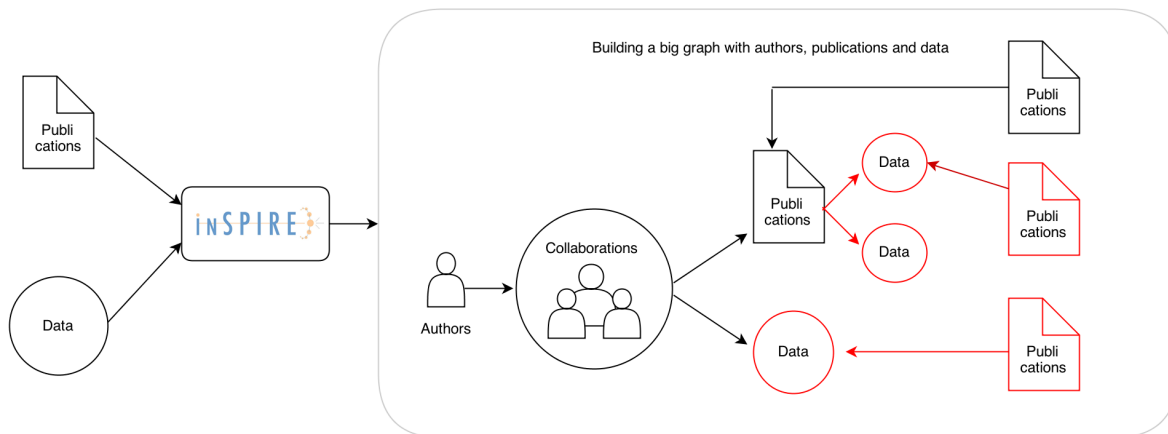 Building a big graph with authors, publications and data
Publi
cations
Publi
cations
Data
Publi
cations
Publi
cations
iNSPIRE
Collaborations
Data
Data
Authors
Data
Publi
cations